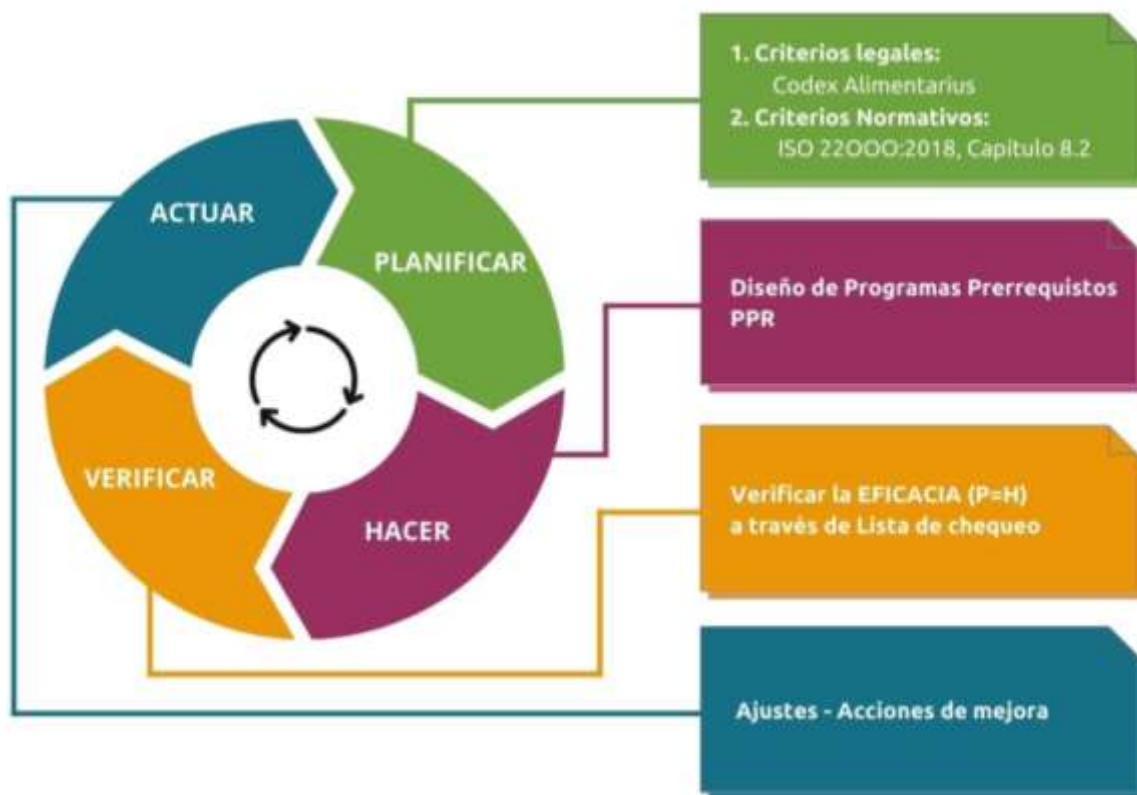 ACTUAR
PLANIFICAR
VERIFICAR
HACER
1. Criterios legales:
Codex Alimentarius
2. Criterios Normativos:
ISO 22OOO:2018, Capítulo 8.2
Diseño de Programas Prerrequistos
PPR
Verificar la EFICACIA (P=H)
a través de Lista de chequeo
Ajustes - Acciones de mejora